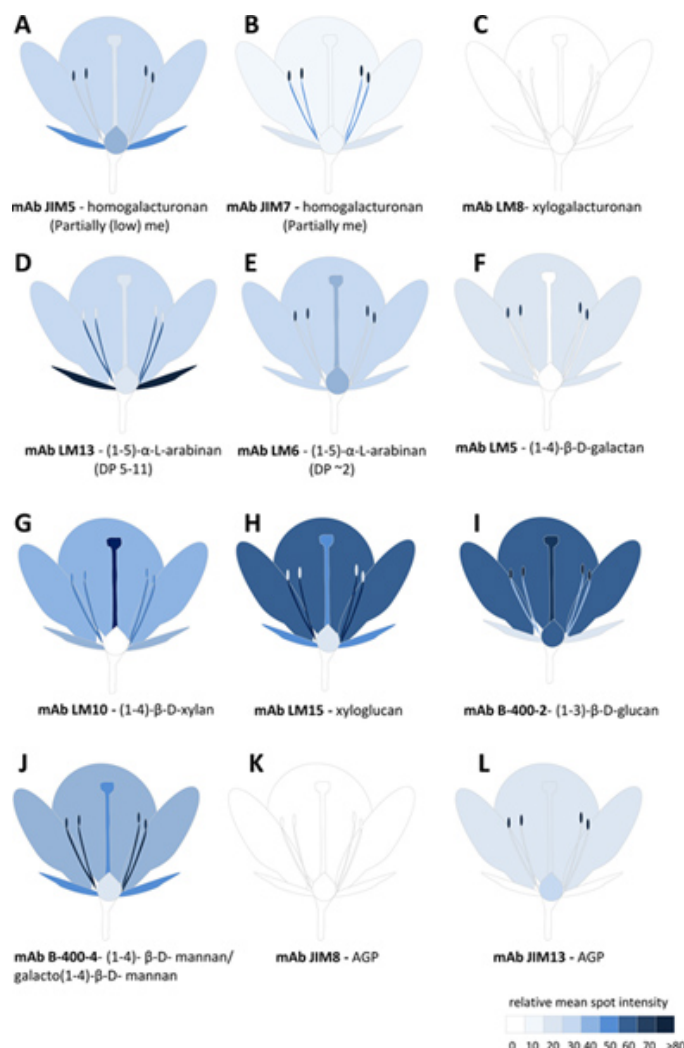 A
B
C
mAb JIM5 - homogalacturonan
(Partially (low) me)
mAb JIM7 - homogalacturonan
(Partially me)
mAb LM8- xylogalacturonan
D
E
F
mAb LM13 - (1-5)-α-L-arabinan
(DP 5-11)
mAb LM6 - (1-5)-α-L-arabinan
(DP ~2)
mAb LM5 - (1-4)-β-D-galactan
G
H
I
mAb LM10 - (1-4)-β-D-xylan
mAb LM15 - xyloglucan
mAb B-400-2- (1-3)-β-D-glucan
J
K
L
mAb B-400-4- (1-4)- β-D- mannan/
galacto(1-4)-β-D- mannan
mAb JIM8 - AGP
mAb JIM13 - AGP
relative mean spot intensity
0 10 20 30 40 50 60 70 >80